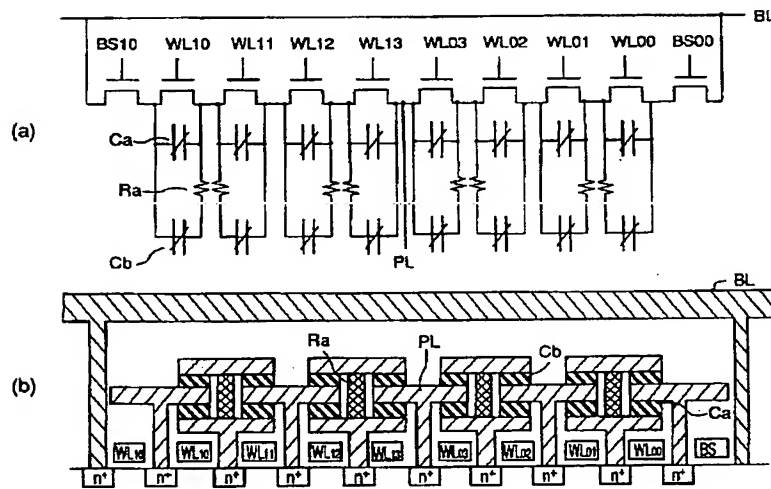 BL
BS10 WL10 WL11 WL12 WL13 WL03 WL02 WL01 WL00 BS00
(a)
Ca
Ra
Cb
PL
BL
Ra PL Cb
(b)
Ca
WL10 WL11 WL12 WL03 WL02 WL01 WL00 BS
n+ n+ n+ n+ n+ n+ n+ n+ n+